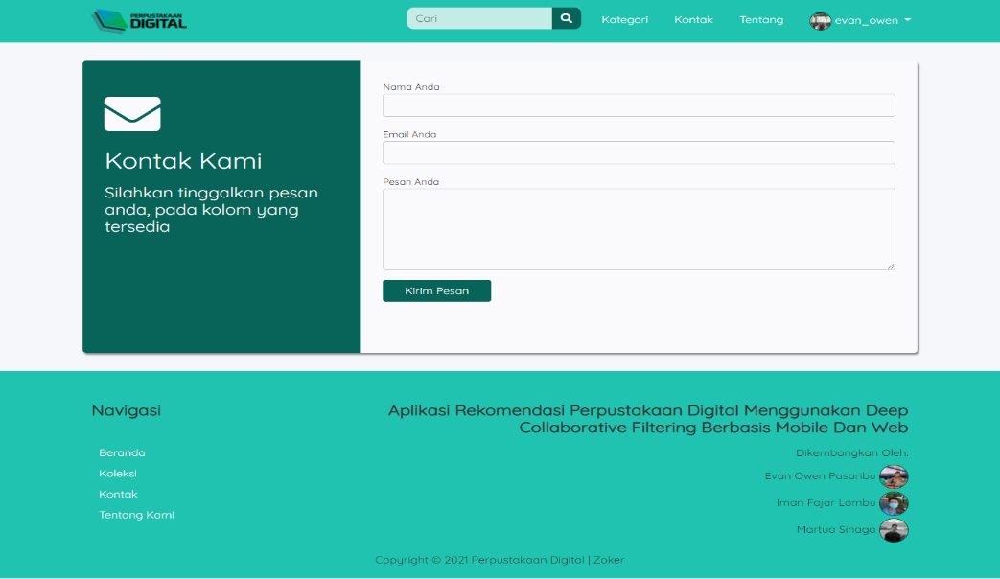 PERPUSTAKAAN
DIGITAL
Cari
Kategori
Kontak
Tentang
evan_owen
Kontak Kami
Silahkan tinggalkan pesan
anda, pada kolom yang
tersedia
Nama Anda
Email Anda
Pesan Anda
Kirim Pesan
Navigasi
Beranda
Koleksi
Kontak
Tentang Kami
Aplikasi Rekomendasi Perpustakaan Digital Menggunakan Deep
Collaborative Filtering Berbasis Mobile Dan Web
Dikembangkan Oleh:
Evan Owen Pasaribu
Iman Fajar Lombu
Martua Sinaga
Copyright © 2021 Perpustakaan Digital | Zoker